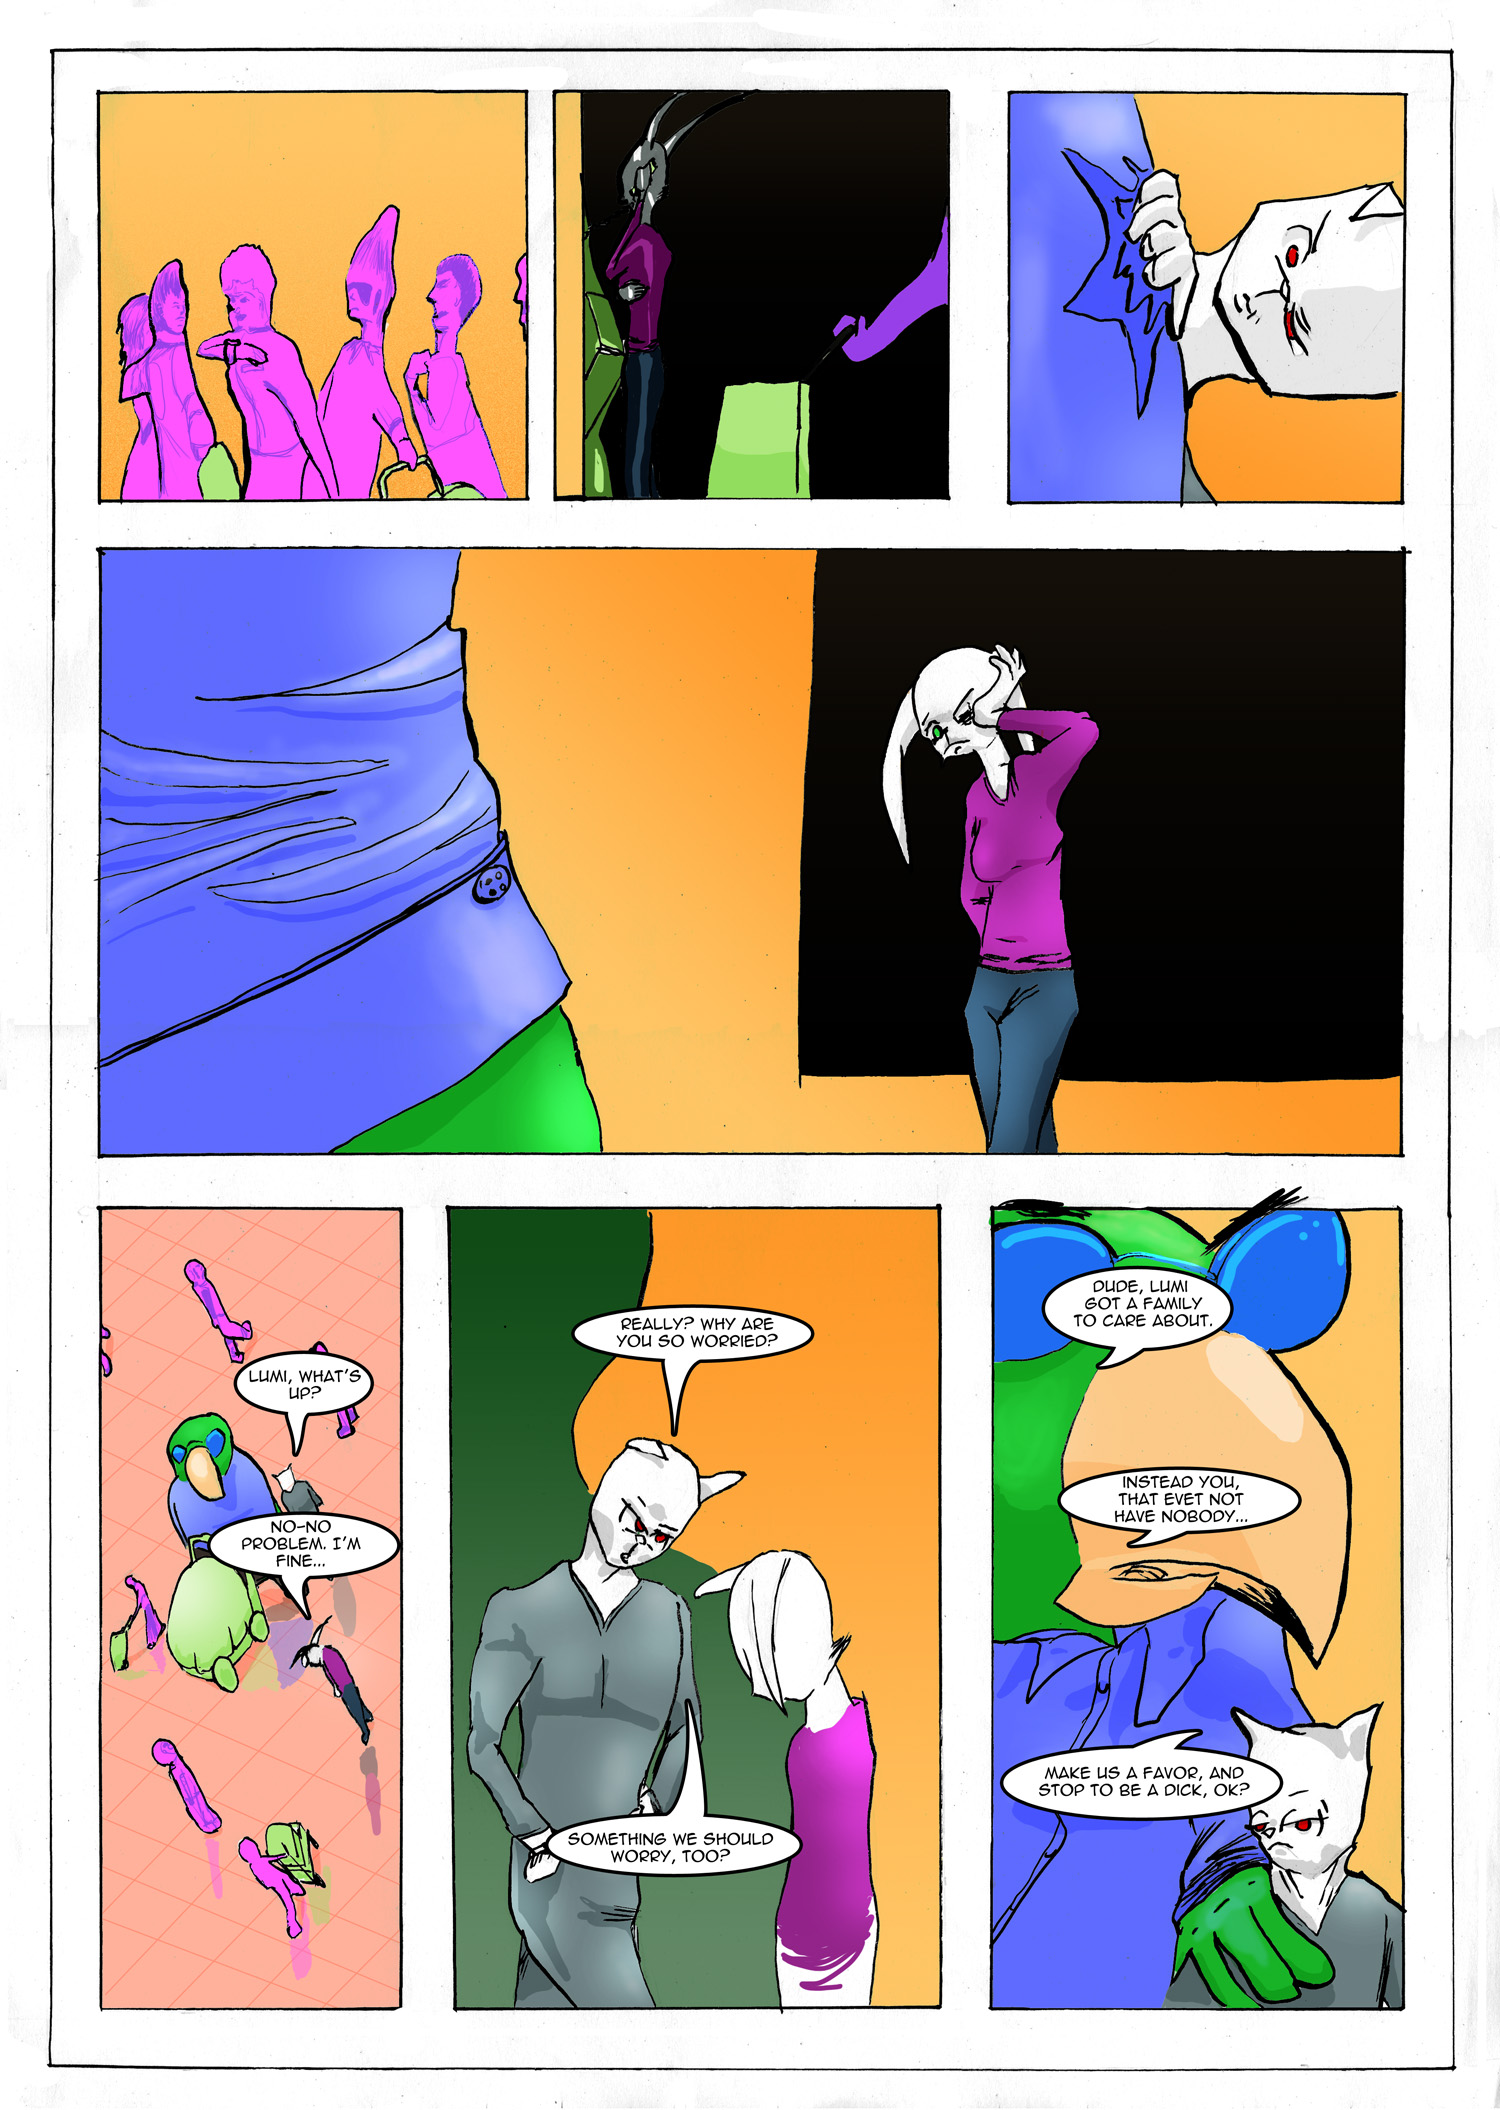 LUMI, WHAT'S
UP?
NO-NO
PROBLEM. I'M
FINE...
REALLY? WHY ARE
YOU SO WORRIED?
SOMETHING WE SHOULD
WORRY, TOO?
DUDE, LUMI
GOT A FAMILY
TO CARE ABOUT.
INSTEAD YOU,
THAT EVET NOT
HAVE NOBODY...
MAKE US A FAVOR, AND
STOP TO BE A DICK, OK?